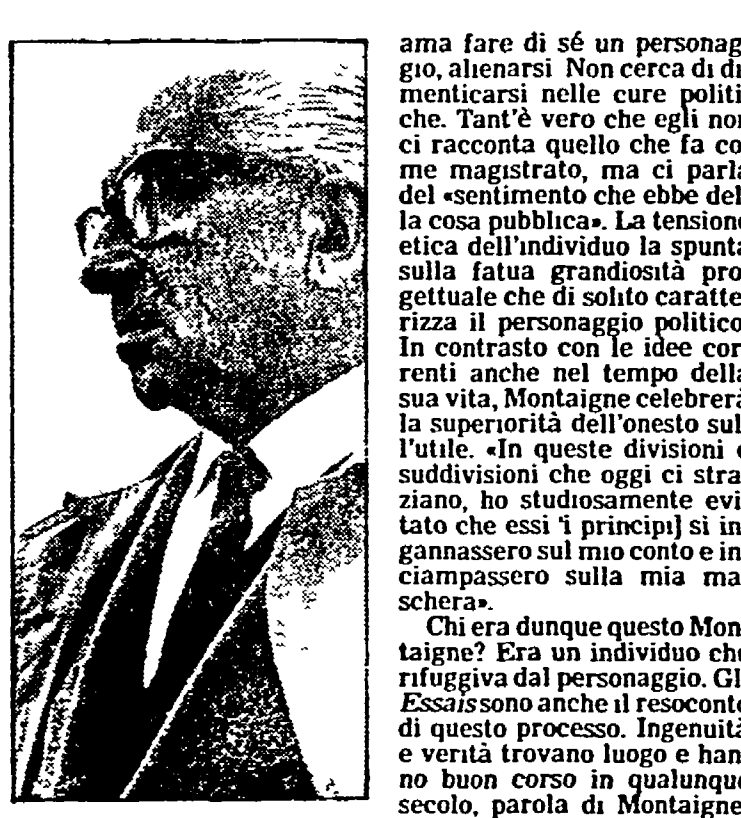 ama fare di sé un personag
gio, alienarsi Non cerca di di
menticarsi nelle cure politi
che. Tant'è vero che egli non
ci racconta quello che fa co
me magistrato, ma ci parla
del «sentimento che ebbe del
la cosa pubblica». La tensione
etica dell'individuo la spunta
sulla fatua grandiosità pro
gettuale che di solito caratte
rizza il personaggio politico
In contrasto con le idee cor
renti anche nel tempo della
sua vita, Montaigne celebrerà
la superiorità dell'onesto sul
l'utile. «In queste divisioni e
suddivisioni che oggi ci stra
ziano, ho studiosamente evi
tato che essi 'i principi] si in
gannassero sul mio conto e in
ciampassero sulla mia ma
schera».
Chi era dunque questo Mon
taigne? Era un individuo che
rifuggiva dal personaggio. Gl
Essais sono anche il resoconto
di questo processo. Ingenuità
e verità trovano luogo e han
no buon corso in qualunque
secolo, parola di Montaigne